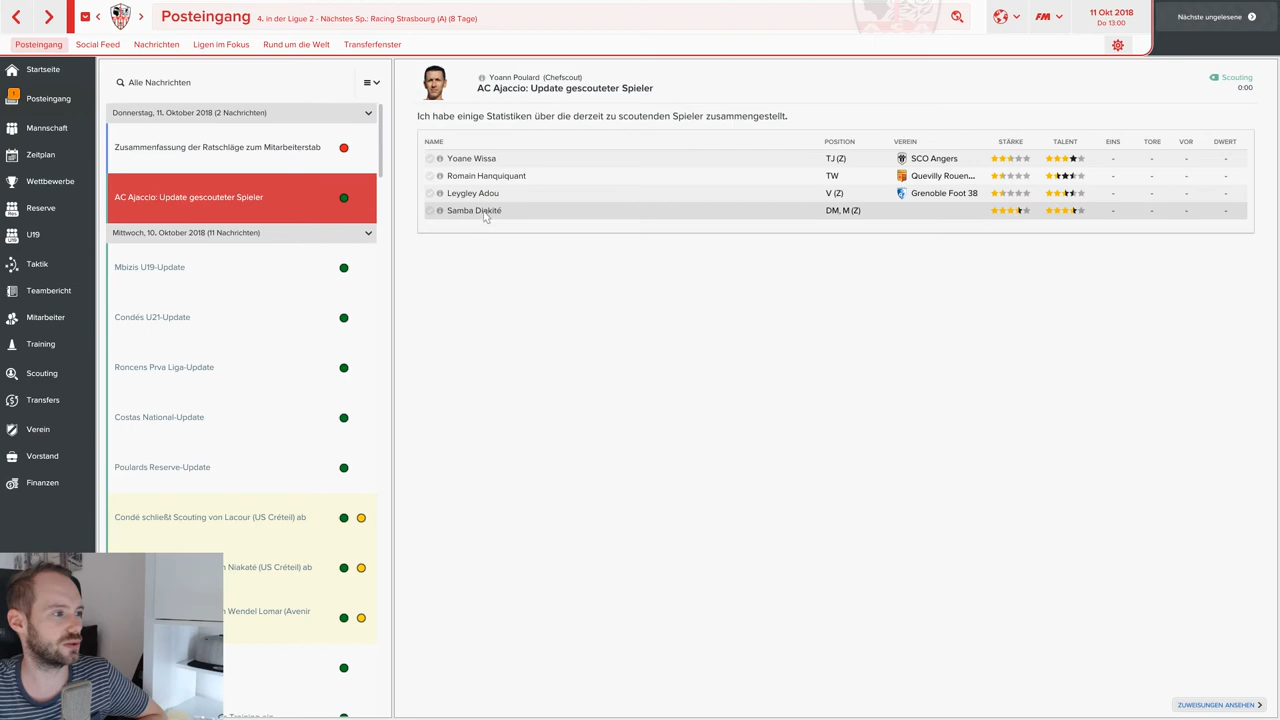 Posteingang
4. in der Ligue 2 - Nächstes Sp.: Racing Strasbourg (A) (8 Tage)
FM
11 Okt 2018
Do 13:00
Nächste ungelesene
Posteingang
Social Feed
Nachrichten
Ligen im Fokus
Rund um die Welt
Transferfenster
Startseite
Posteingang
Mannschaft
Zeitplan
Wettbewerbe
Reserve
U19
Taktik
Teambericht
Mitarbeiter
Training
Scouting
Transfers
Verein
Vorstand
Finanzen
Alle Nachrichten
Donnerstag, 11. Oktober 2018 (2 Nachrichten)
Zusammenfassung der Ratschläge zum Mitarbeiterstab
AC Ajaccio: Update gescouteter Spieler
Mittwoch, 10. Oktober 2018 (11 Nachrichten)
Mbizis U19-Update
Condés U21-Update
Roncens Prva Liga-Update
Costas National-Update
Poulards Reserve-Update
Condé schließt Scouting von Lacour (US Créteil) ab
Niakaté (US Créteil) ab
Wendel Lomar (Avenir
Yoann Poulard (Chefscout)
AC Ajaccio: Update gescouteter Spieler
Scouting
0:00
Ich habe einige Statistiken über die derzeit zu scoutenden Spieler zusammengestellt.
NAME POSITION VEREIN STÄRKE TALENT EINS TORE VOR DWERT
Yoane Wissa TJ (Z) SCO Angers - - - -
Romain Hanquiquant TW Quevilly Rouen... - - - -
Leygley Adou V (Z) Grenoble Foot 38 - - - -
Samba Diakité DM, M (Z) - - - -
ZUWEISUNGEN ANSEHEN